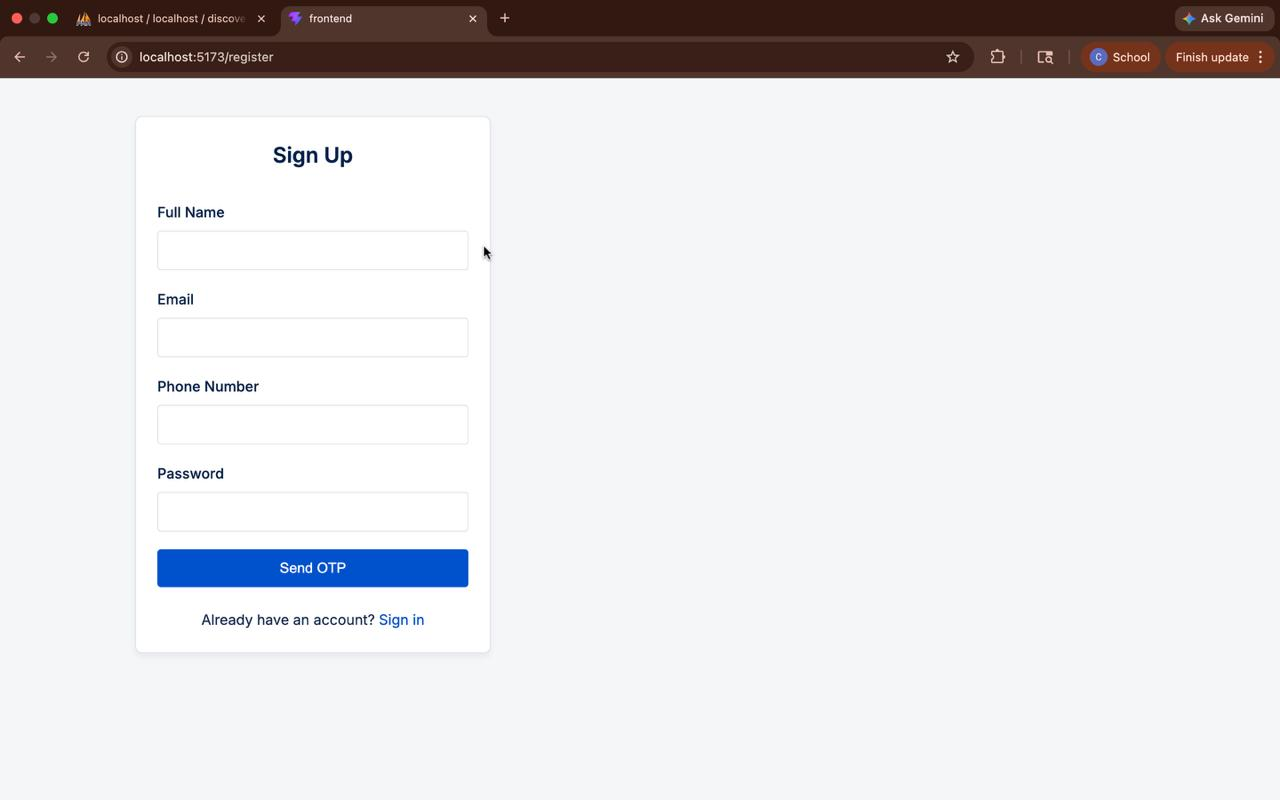 localhost / localhost / discove
frontend
Ask Gemini
localhost:5173/register
C
School
Finish update
Sign Up
Full Name
Email
Phone Number
Password
Send OTP
Already have an account? Sign in